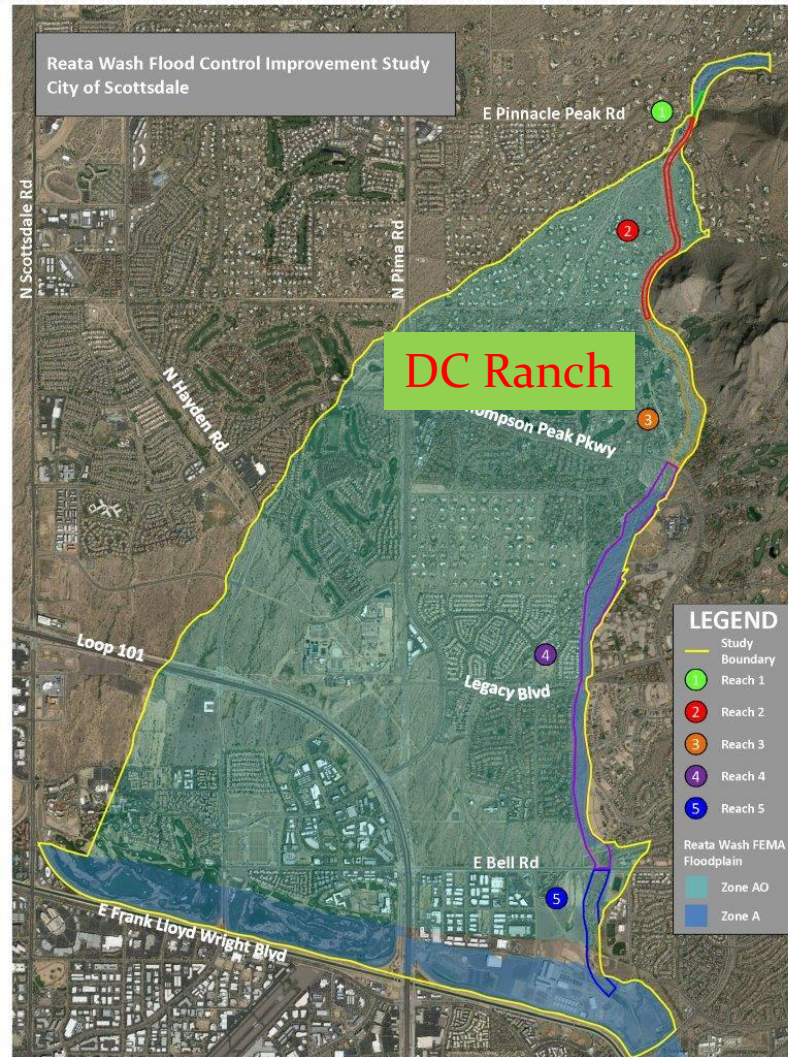 Reata Wash Flood Control Improvement Study
City of Scottsdale
E Pinnacle Peak Rd
1
N Scottsdale Rd
N Pima Rd
2
DC Ranch
N Hayden Rd
hompson Peak Pkwy
3
Loop 101
4
Legacy Blvd
E Bell Rd
5
E Frank Lloyd Wright Blvd
LEGEND
Study
Boundary
1 Reach 1
2 Reach 2
3 Reach 3
4 Reach 4
5 Reach 5
Reata Wash FEMA
Floodplain
Zone AO
Zone A